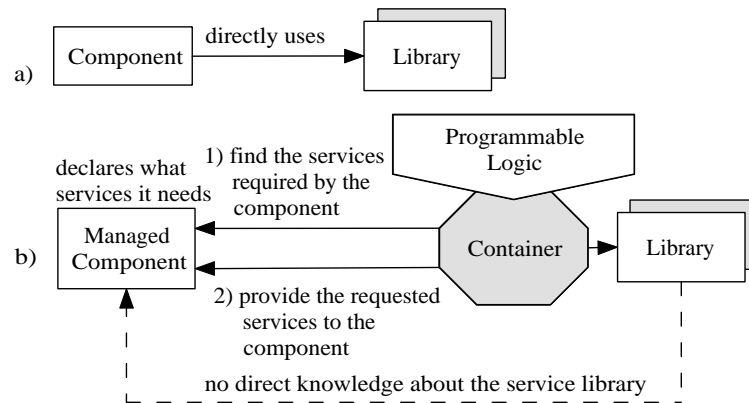 a)
Component
directly uses
Library
b)
declares what
services it needs
Managed
Component
1) find the services
required by the
component
2) provide the requested
services to the
component
Programmable
Logic
Container
Library
no direct knowledge about the service library